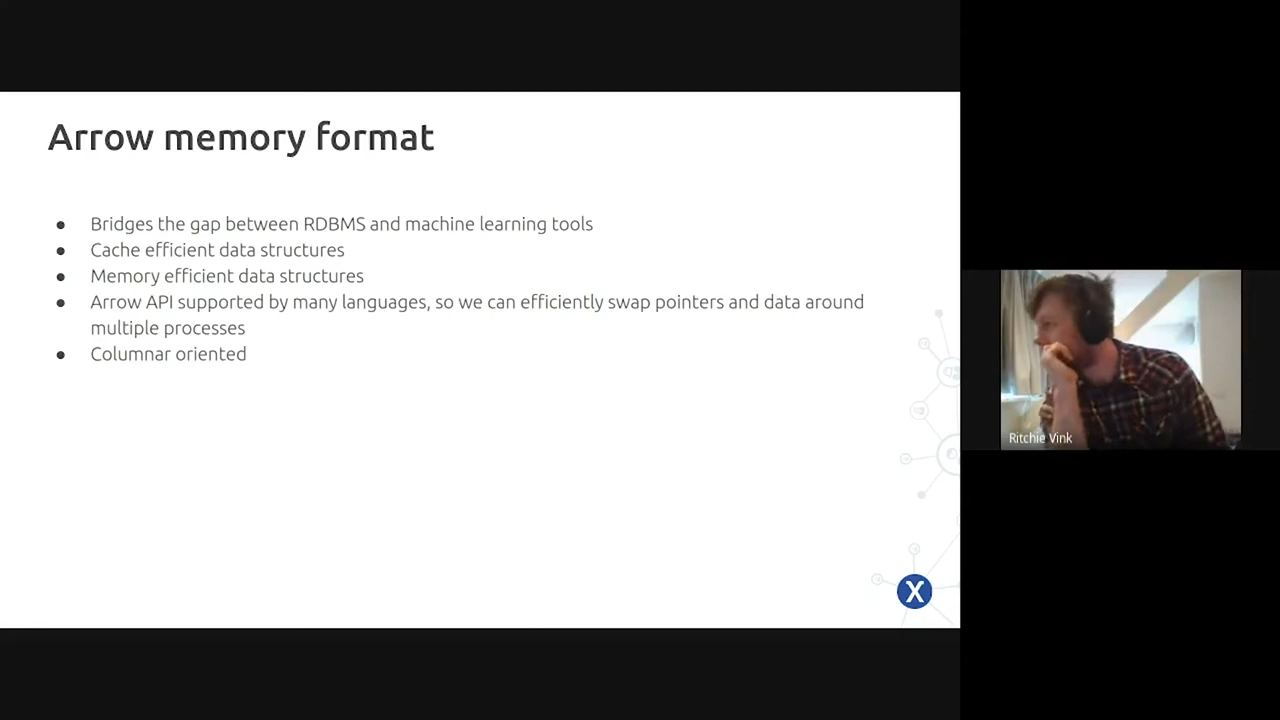 Arrow memory format
● Bridges the gap between RDBMS and machine learning tools
● Cache efficient data structures
● Memory efficient data structures
● Arrow API supported by many languages, so we can efficiently swap pointers and data around
multiple processes
● Columnar oriented
Ritchie Vink
X